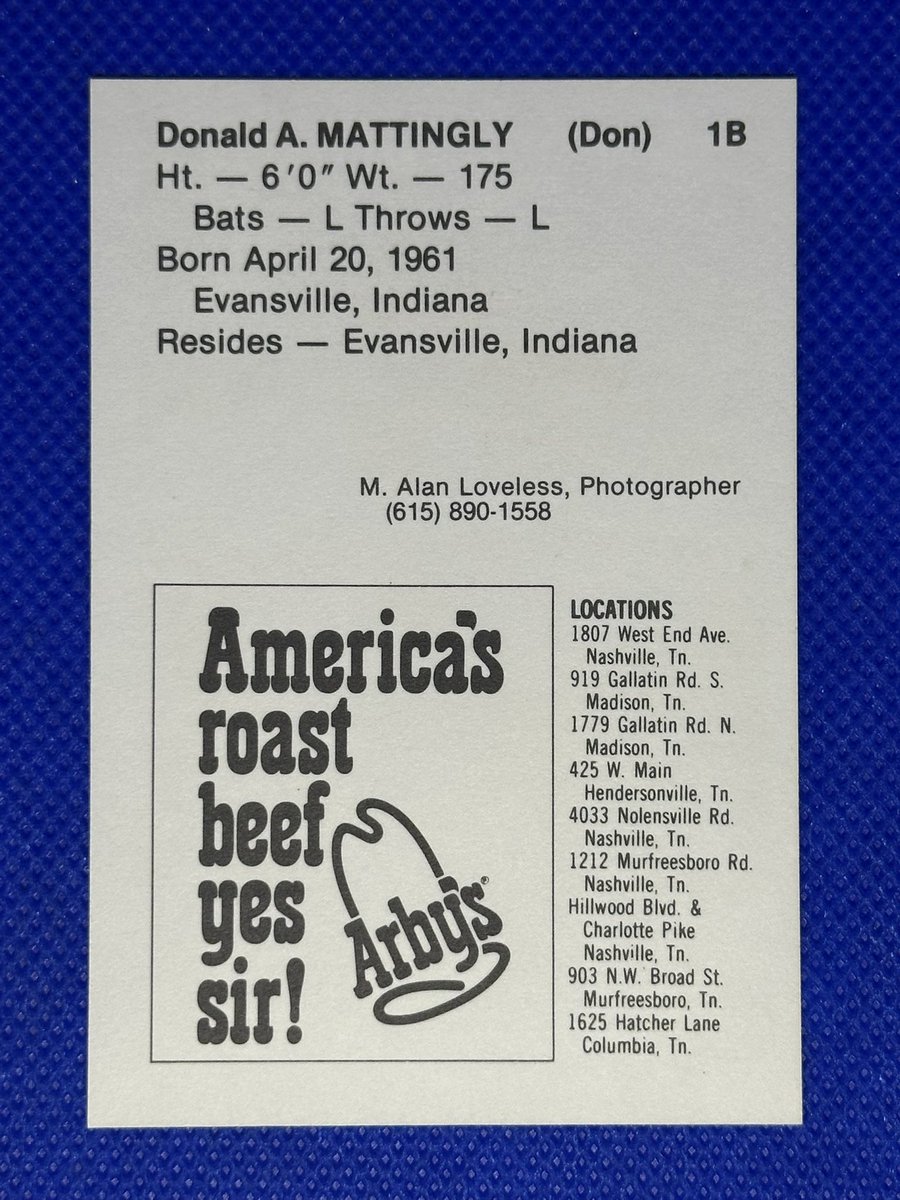 Donald A. MATTINGLY (Don) 1B
Ht. — 6'0" Wt. — 175
Bats — L Throws — L
Born April 20, 1961
Evansville, Indiana
Resides — Evansville, Indiana
M. Alan Loveless, Photographer
(615) 890-1558
America's
roast
beef
yes
sir!
Arby's®
LOCATIONS
1807 West End Ave.
Nashville, Tn.
919 Gallatin Rd. S.
Madison, Tn.
1779 Gallatin Rd. N.
Madison, Tn.
425 W. Main
Hendersonville, Tn.
4033 Nolensville Rd.
Nashville, Tn.
1212 Murfreesboro Rd.
Nashville, Tn.
Hillwood Blvd. &
Charlotte Pike
Nashville, Tn.
903 N.W. Broad St.
Murfreesboro, Tn.
1625 Hatcher Lane
Columbia, Tn.